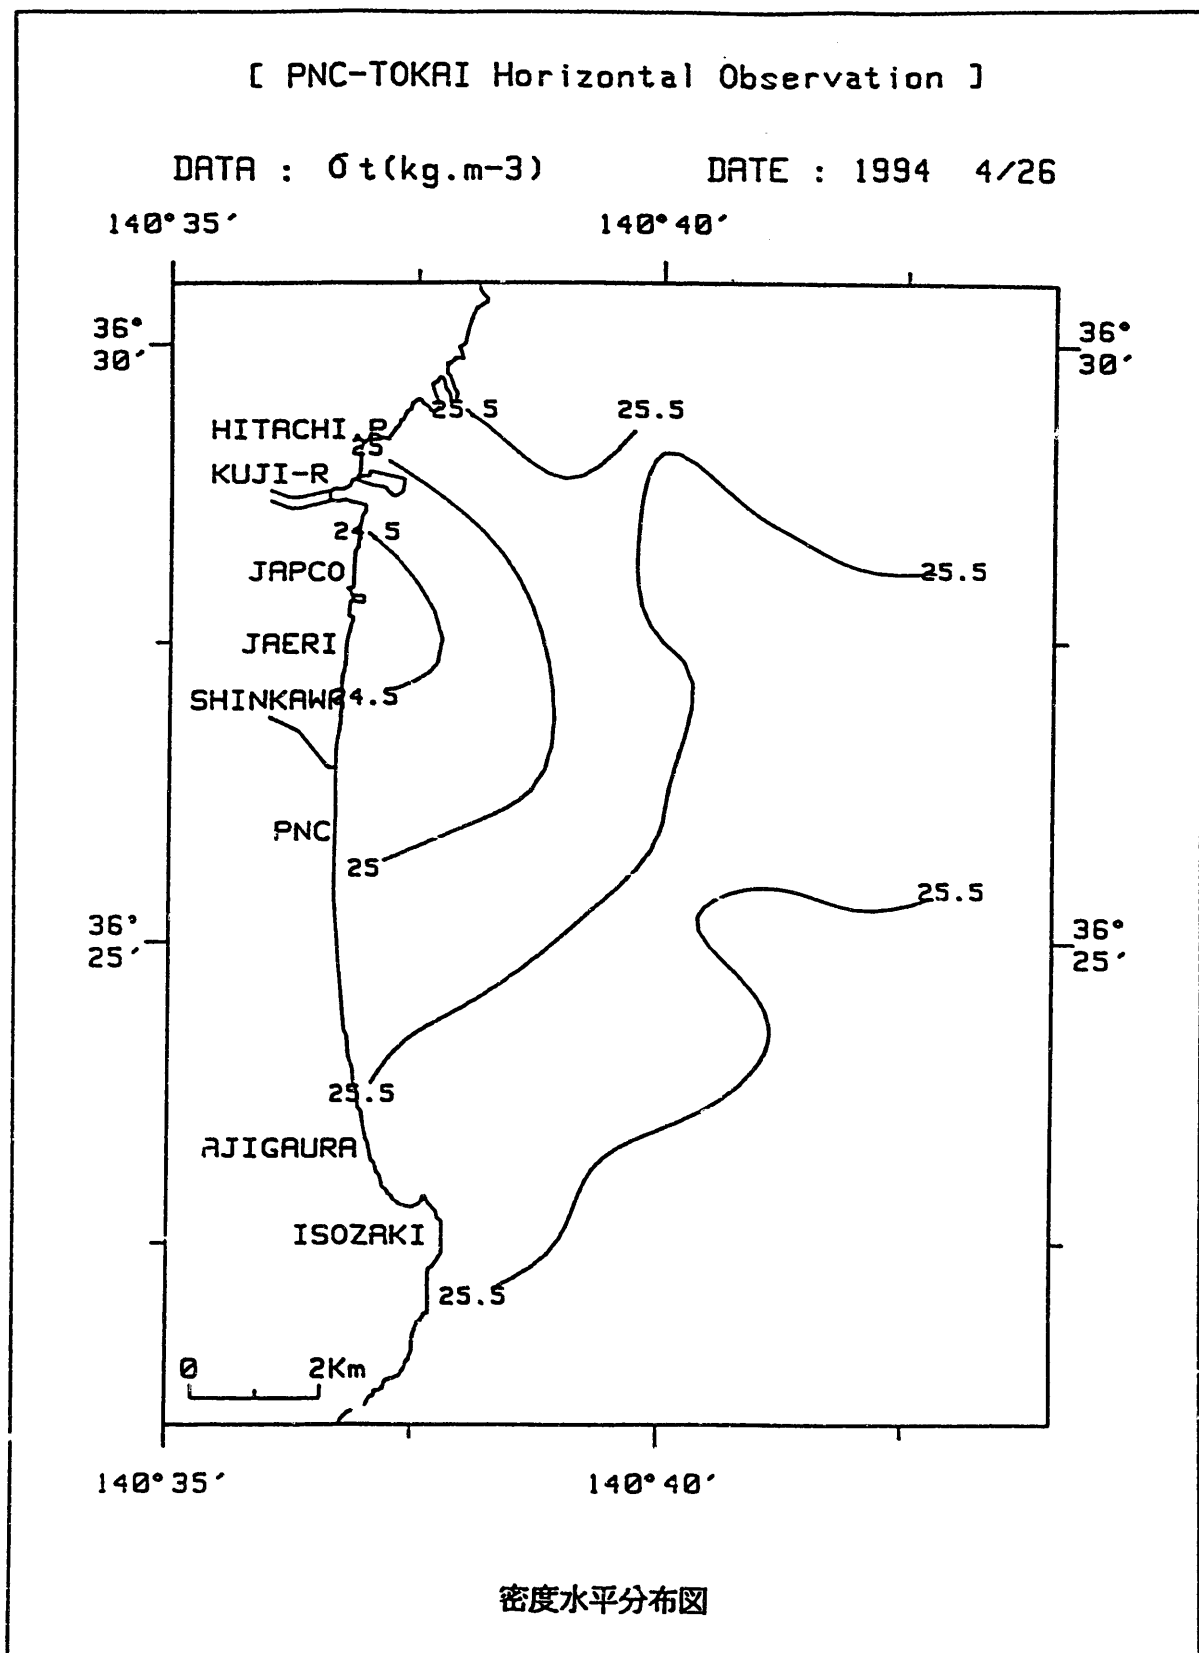 [ PNC-TOKAI Horizontal Observation ]
DATA : σt(kg.m-3) DATE : 1994 4/26
140°35′ 140°40′
36° 30′
36° 30′
25.5 25.5
HITACHI P
25
KUJI-R
24.5
JAPCO
25.5
JAERI
SHINKAWA
24.5
PNC
25
25.5
36° 25′
36° 25′
25.5
AJIGAURA
ISOZAKI
25.5
0 2Km
140°35′ 140°40′
密度水平分布図